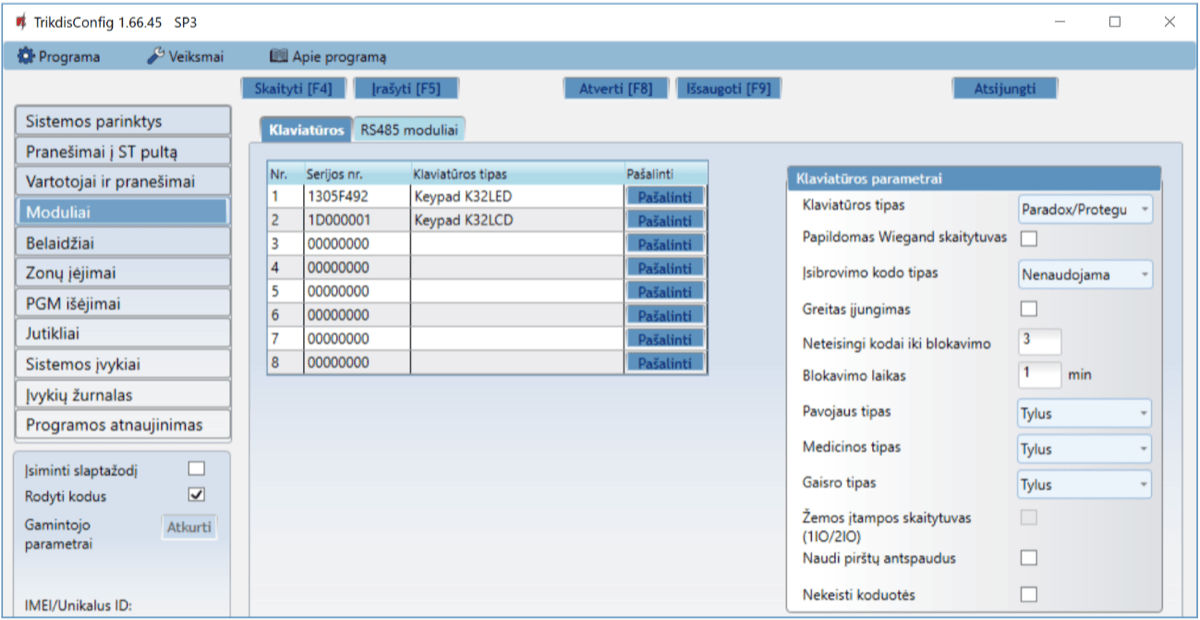 TrikdisConfig 1.66.45 SP3
Programa Veiksmai Apie programą
Skaityti [F4] Įrašyti [F5] Atverti [F8] Išsaugoti [F9] Atsijungti
Sistemos parinktys
Pranešimai į ST pultą
Vartotojai ir pranešimai
Moduliai
Belaidžiai
Zonų įėjimai
PGM išėjimai
Jutikliai
Sistemos įvykiai
Įvykių žurnalas
Programos atnaujinimas
Įsiminti slaptažodį
Rodyti kodus
Gamintojo
parametrai
Atkurti
IMEI/Unikalus ID:
Klaviatūros RS485 moduliai
Nr. Serijos nr. Klaviatūros tipas Pašalinti
1 1305F492 Keypad K32LED Pašalinti
2 1D000001 Keypad K32LCD Pašalinti
3 00000000 Pašalinti
4 00000000 Pašalinti
5 00000000 Pašalinti
6 00000000 Pašalinti
7 00000000 Pašalinti
8 00000000 Pašalinti
Klaviatūros parametrai
Klaviatūros tipas Paradox/Protegu
Papildomas Wiegand skaitytuvas
Įsibrovimo kodo tipas Nenaudojama
Greitas įjungimas
Neteisingi kodai iki blokavimo 3
Blokavimo laikas 1 min
Pavojaus tipas Tylus
Medicinos tipas Tylus
Gaisro tipas Tylus
Žemos įtampos skaitytuvas
(1IO/2IO)
Naudi pirštų antspaudus
Nekeisti koduotės